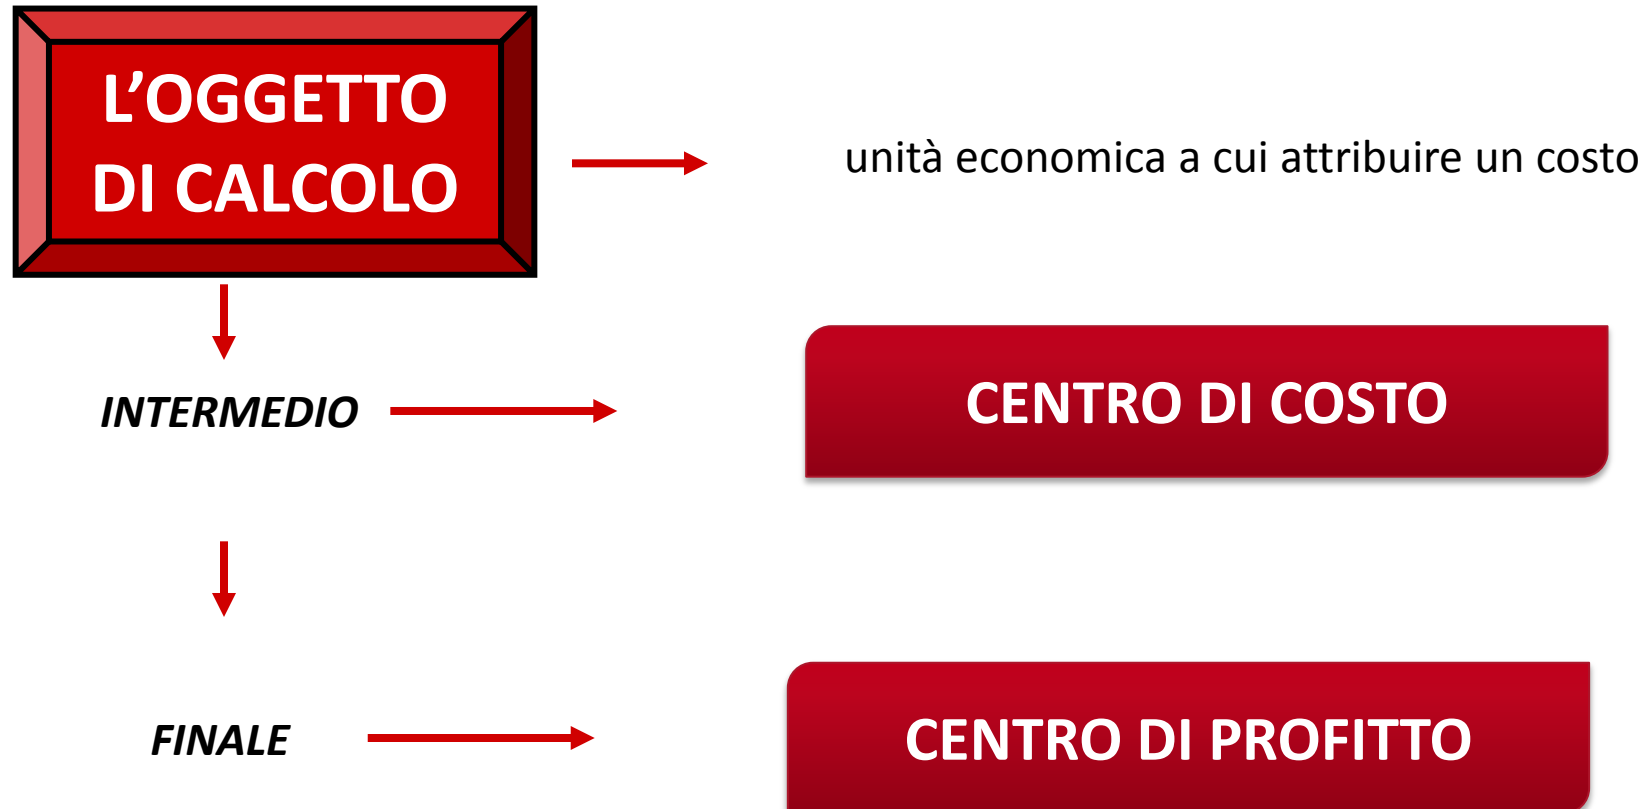 L’OGGETTO
DI CALCOLO
unità economica a cui attribuire un costo
INTERMEDIO
CENTRO DI COSTO
FINALE
CENTRO DI PROFITTO